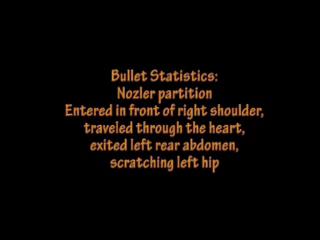 Bullet Statistics:
Nozler partition
Entered in front of right shoulder,
traveled through the heart,
exited left rear abdomen,
scratching left hip